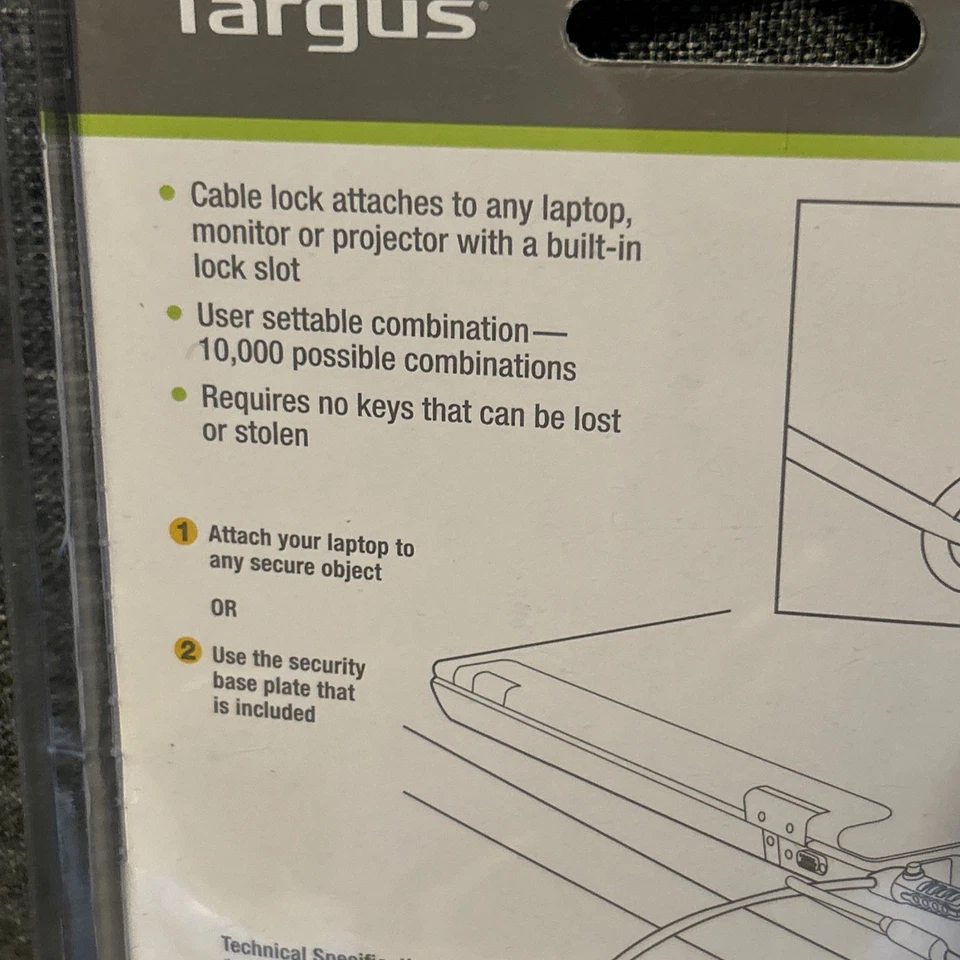 Targus
Cable lock attaches to any laptop,
monitor or projector with a built-in
lock slot
User settable combination—
10,000 possible combinations
Requires no keys that can be lost
or stolen
1 Attach your laptop to
any secure object
OR
2 Use the security
base plate that
is included
Technical